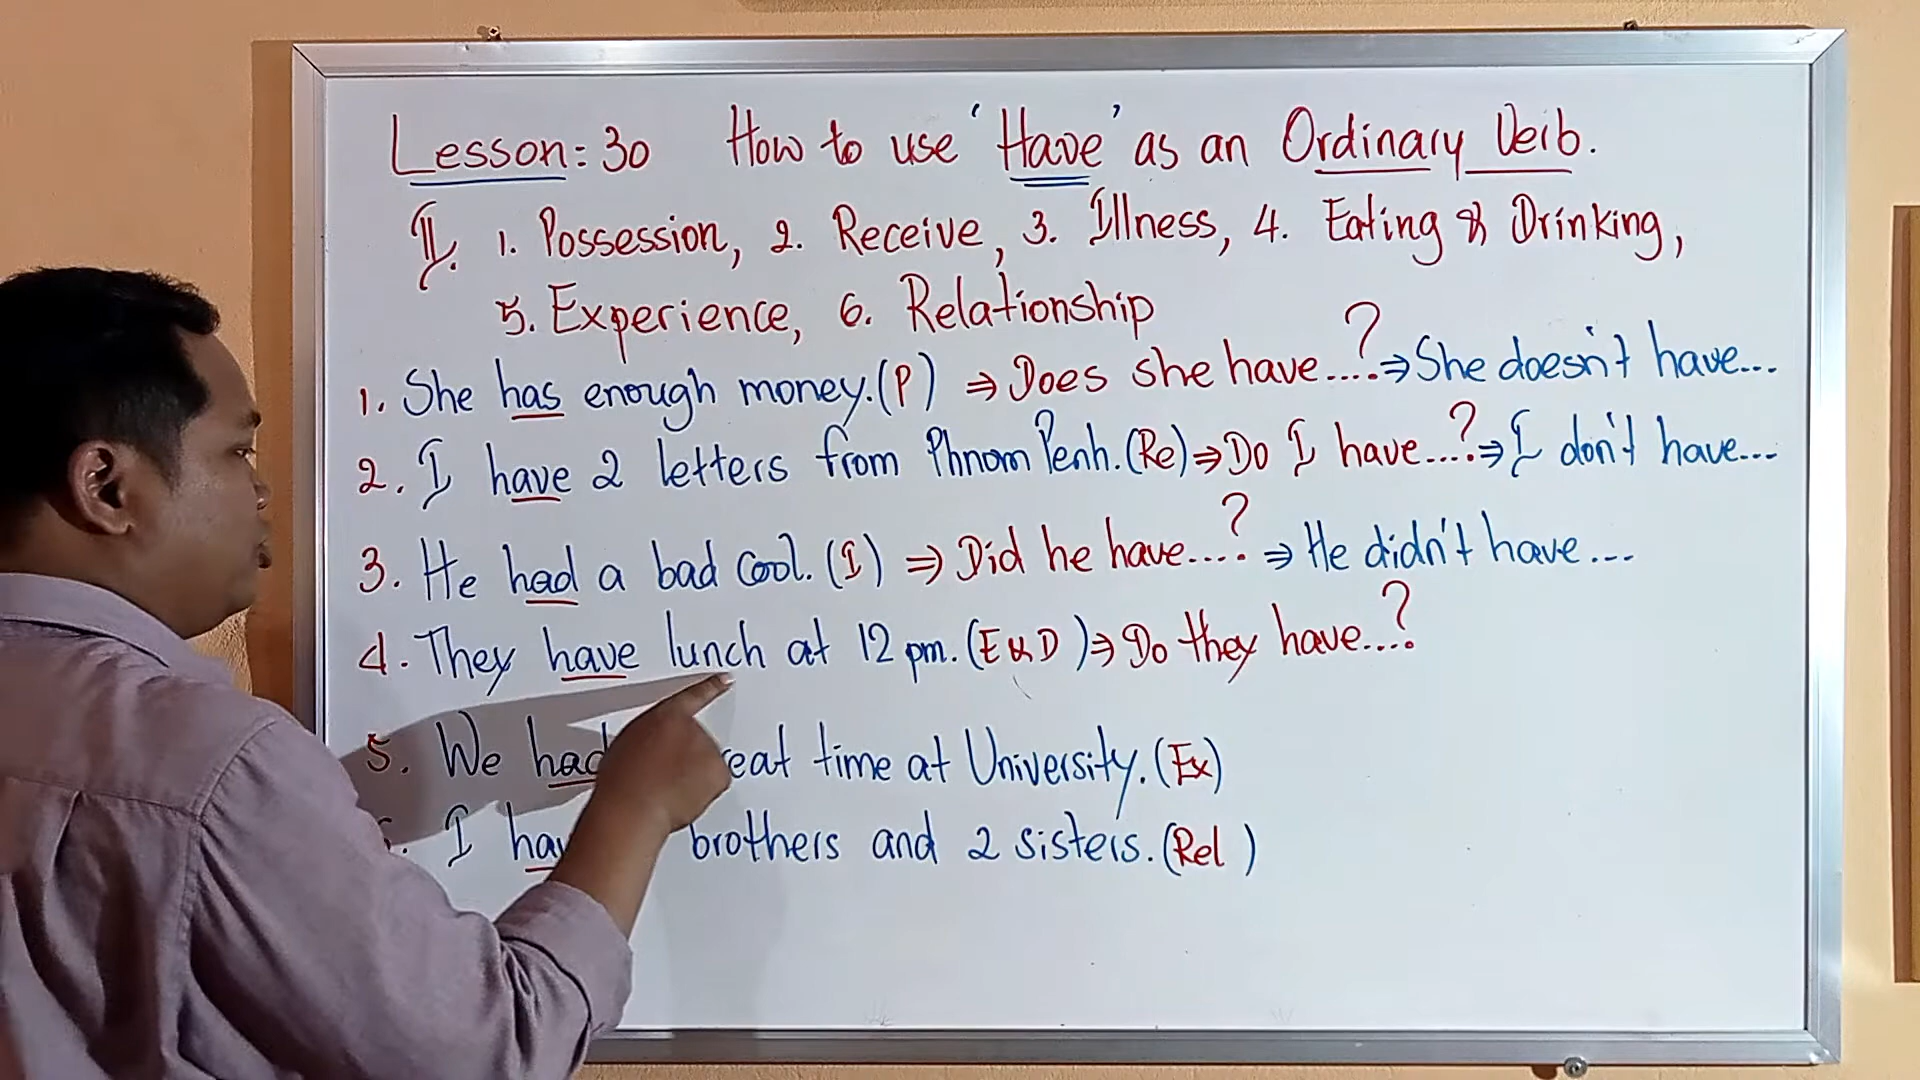 Lesson: 30 How to use 'Have' as an Ordinary Verb.
II. 1. Possession, 2. Receive, 3. Illness, 4. Eating & Drinking,
5. Experience, 6. Relationship
1. She has enough money. (P) ⇒ Does she have....? ⇒ She doesn't have...
2. I have 2 letters from Phnom Penh. (Re) ⇒ Do I have....? ⇒ I don't have...
3. He had a bad cool. (I) ⇒ Did he have....? ⇒ He didn't have...
4. They have lunch at 12 pm. (E & D) ⇒ Do they have....?
5. We had time at University. (Ex)
I brothers and 2 sisters. (Rel)